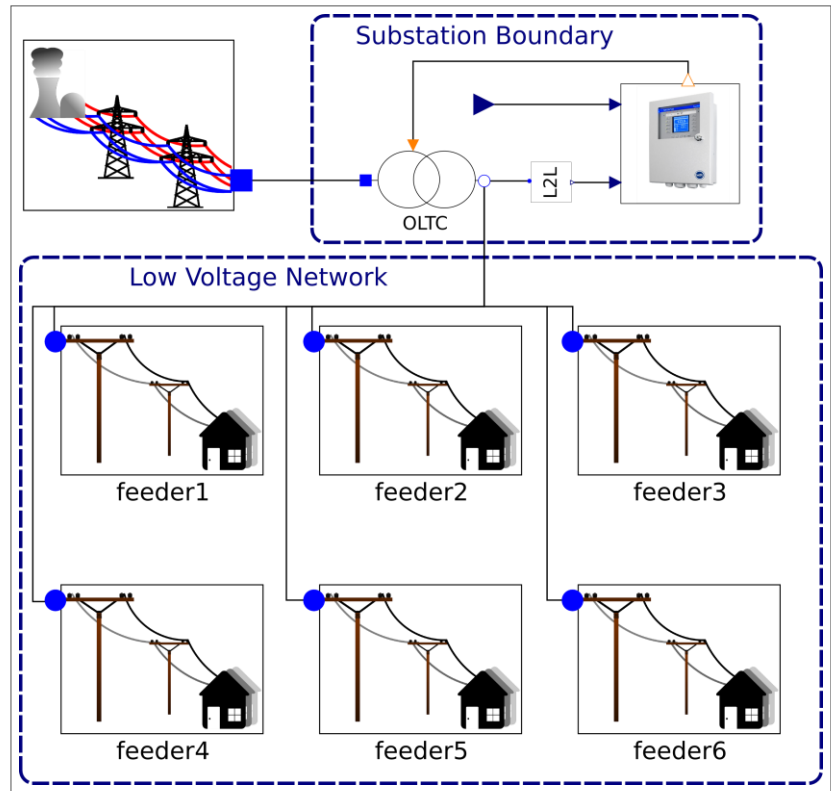 Substation Boundary
OLTC
L2L
Low Voltage Network
feeder1
feeder2
feeder3
feeder4
feeder5
feeder6